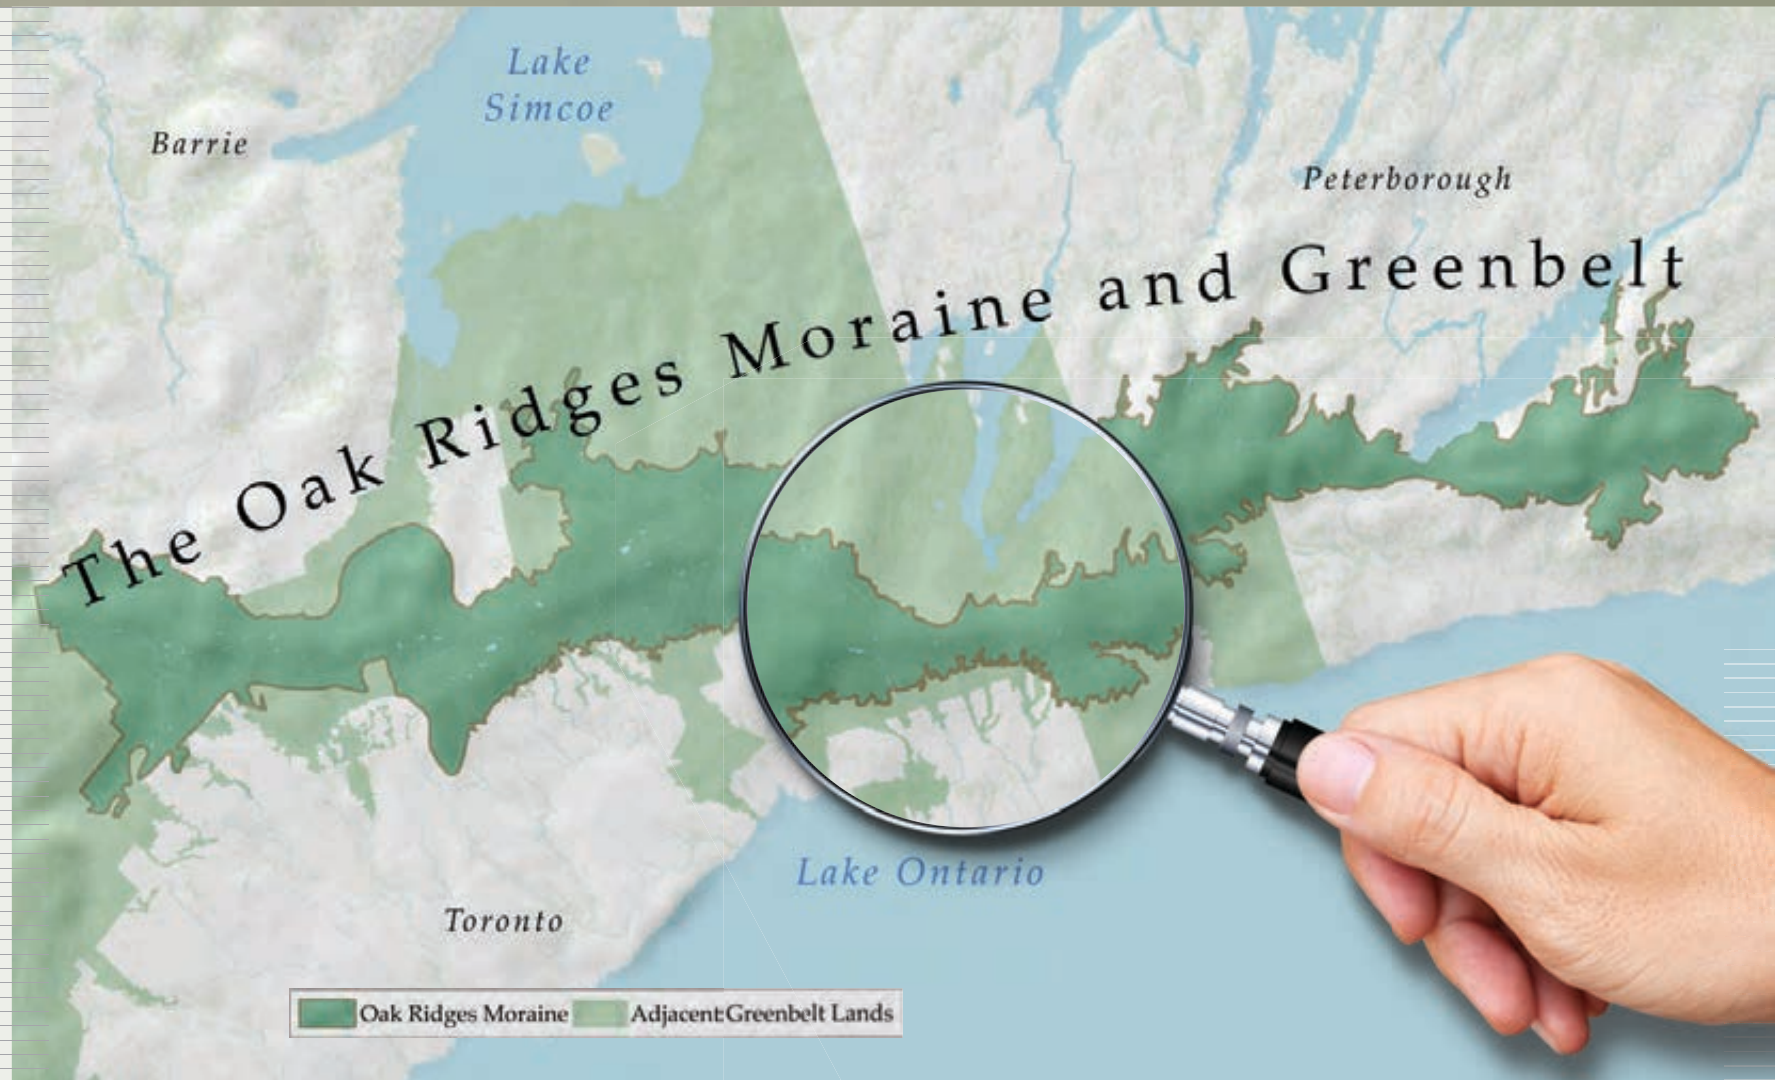 Lake
Simcoe
Barrie
Peterborough
The Oak Ridges Moraine and Greenbelt
Lake Ontario
Toronto
Oak Ridges Moraine
Adjacent Greenbelt Lands